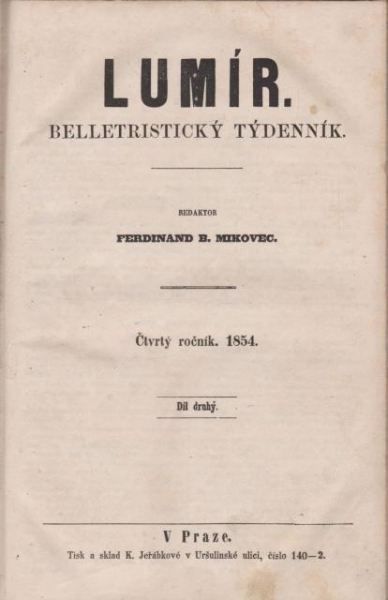 LUMÍR.
BELLETRISTICKÝ TÝDENNÍK.
REDAKTOR
FERDINAND B. MIKOVEC.
Čtvrtý ročník. 1854.
Díl druhý.
V Praze.
Tisk a sklad K. Jeřábkové v Uršulinské ulici, číslo 140—2.